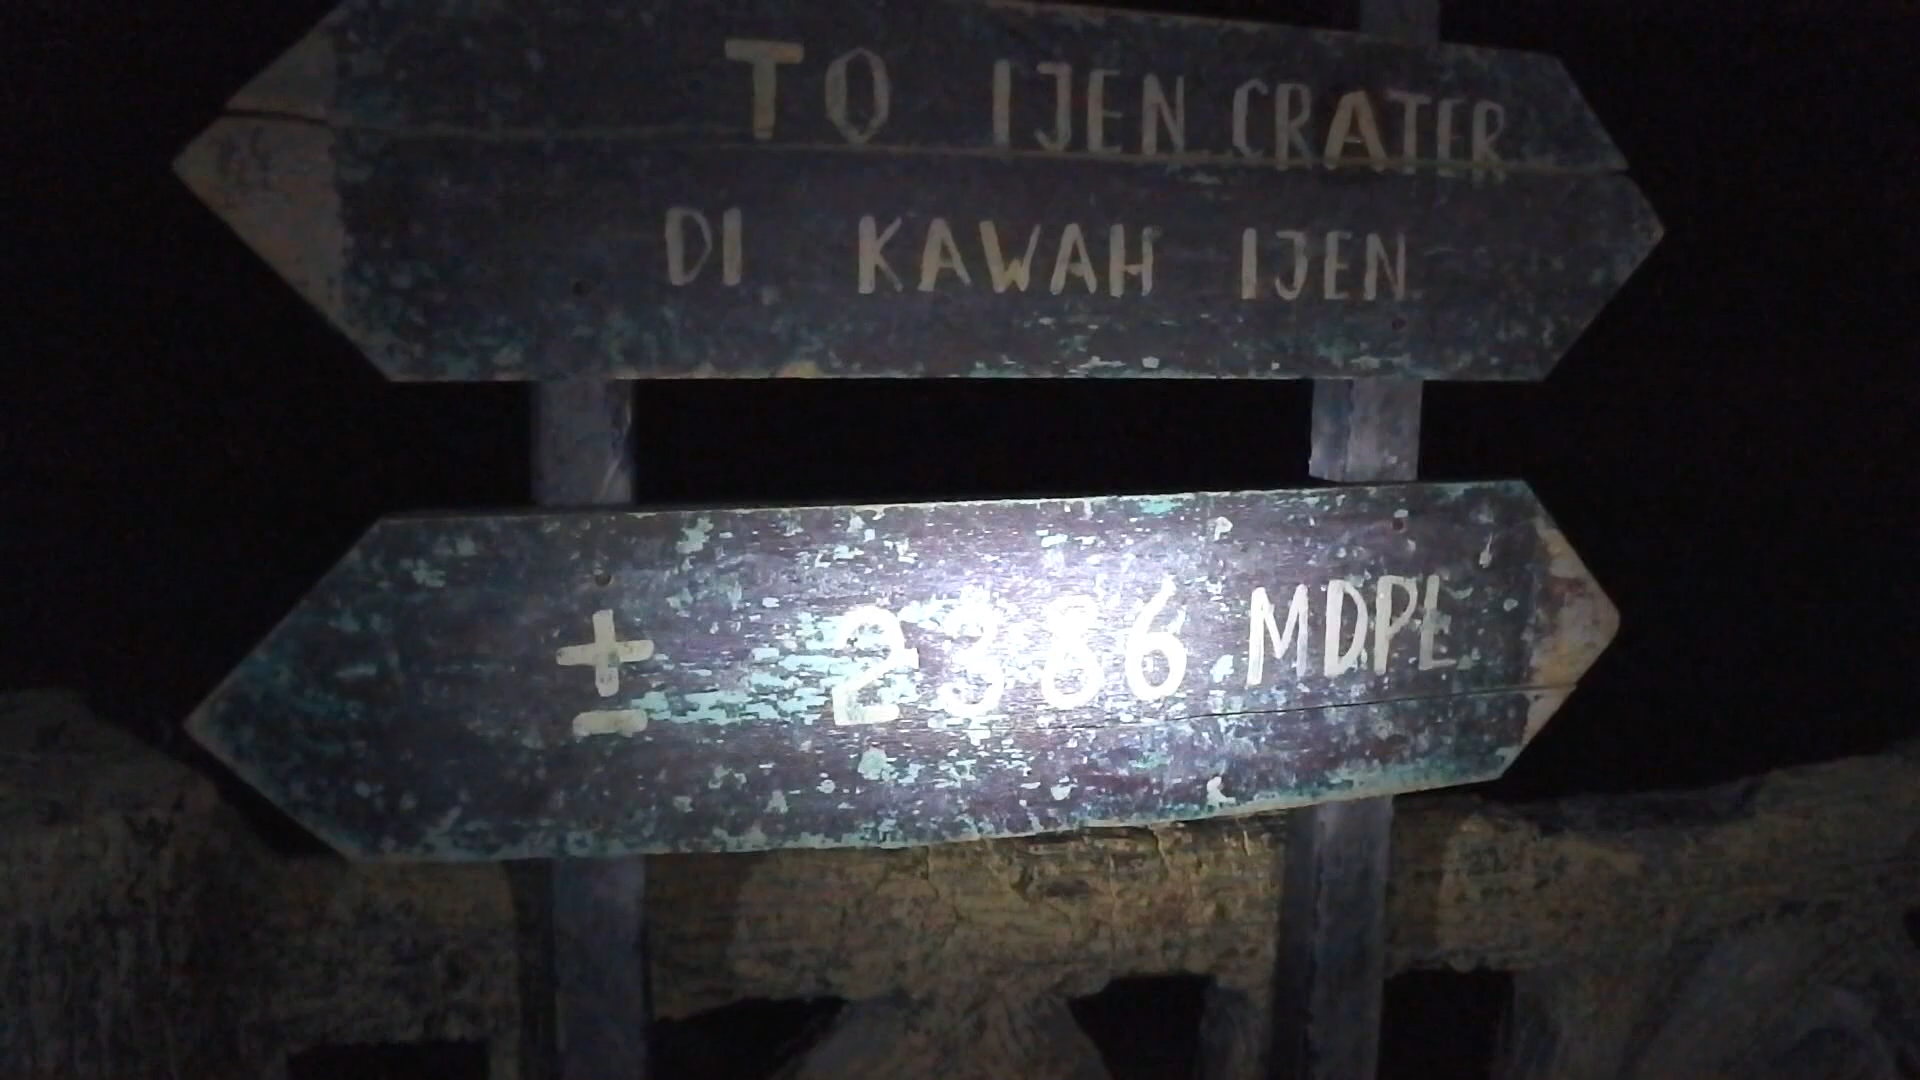 TO IJEN CRATER
DI KAWAH IJEN
± 2386 MDPL